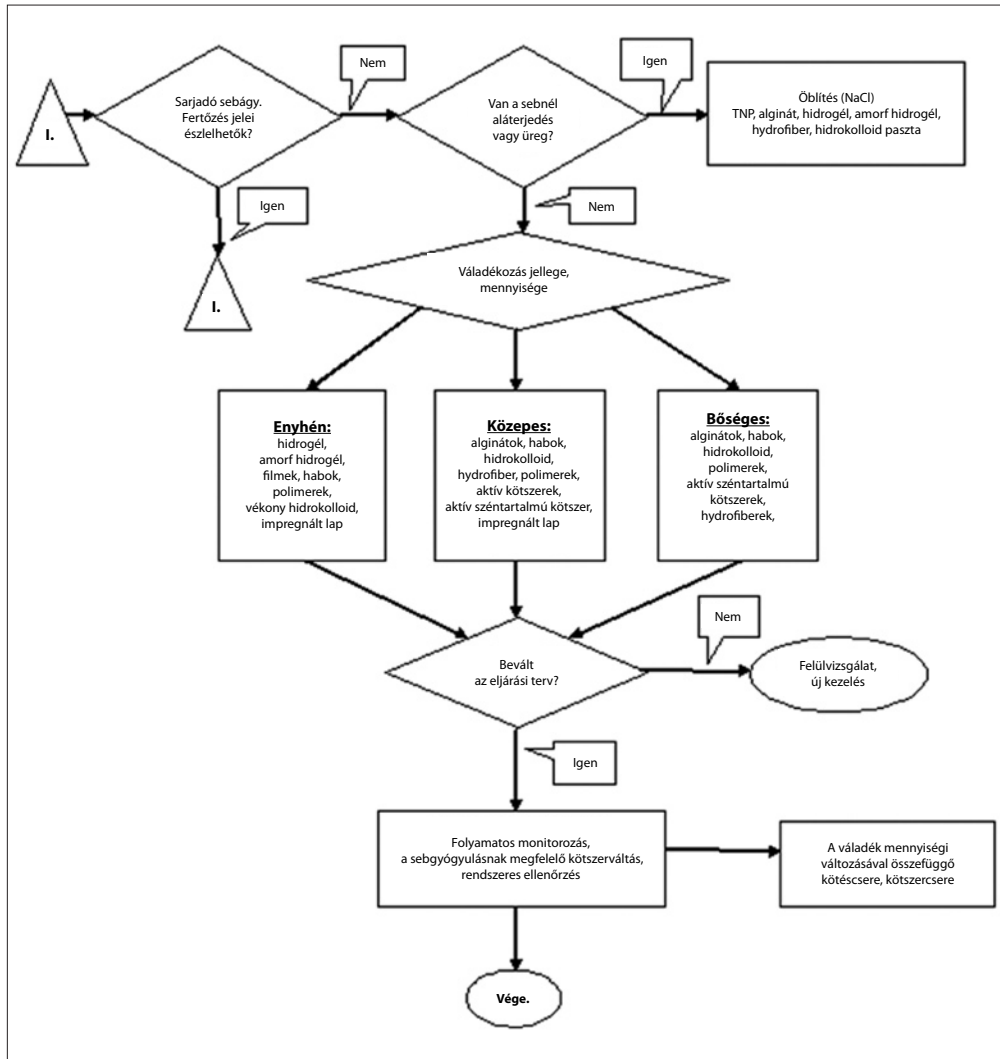 I.
Sarjadó sebágy.
Fertőzés jelei
észlelhetők?
Nem
Van a sebnél
aláterjedés
vagy üreg?
Igen
Öblítés (NaCl)
TNP, alginát, hidrogél, amorf hidrogél,
hydrofiber, hidrokolloid paszta
Igen
I.
Nem
Váladékozás jellege,
mennyisége
Enyhén:
hidrogél,
amorf hidrogél,
filmek, habok,
polimerek,
vékony hidrokolloid,
impregnált lap
Közepes:
alginátok, habok,
hidrokolloid,
hydrofiber, polimerek,
aktív kötszerek,
aktív széntartalmú kötszer,
impregnált lap
Bőséges:
alginátok, habok,
hidrokolloid,
polimerek,
aktív széntartalmú
kötszerek,
hydrofiberek,
Bevált
az eljárási terv?
Nem
Felülvizsgálat,
új kezelés
Igen
Folyamatos monitorozás,
a sebgyógyulásnak megfelelő kötszerváltás,
rendszeres ellenőrzés
A váladék mennyiségi
változásával összefüggő
kötéscsere, kötszercsere
Vége.